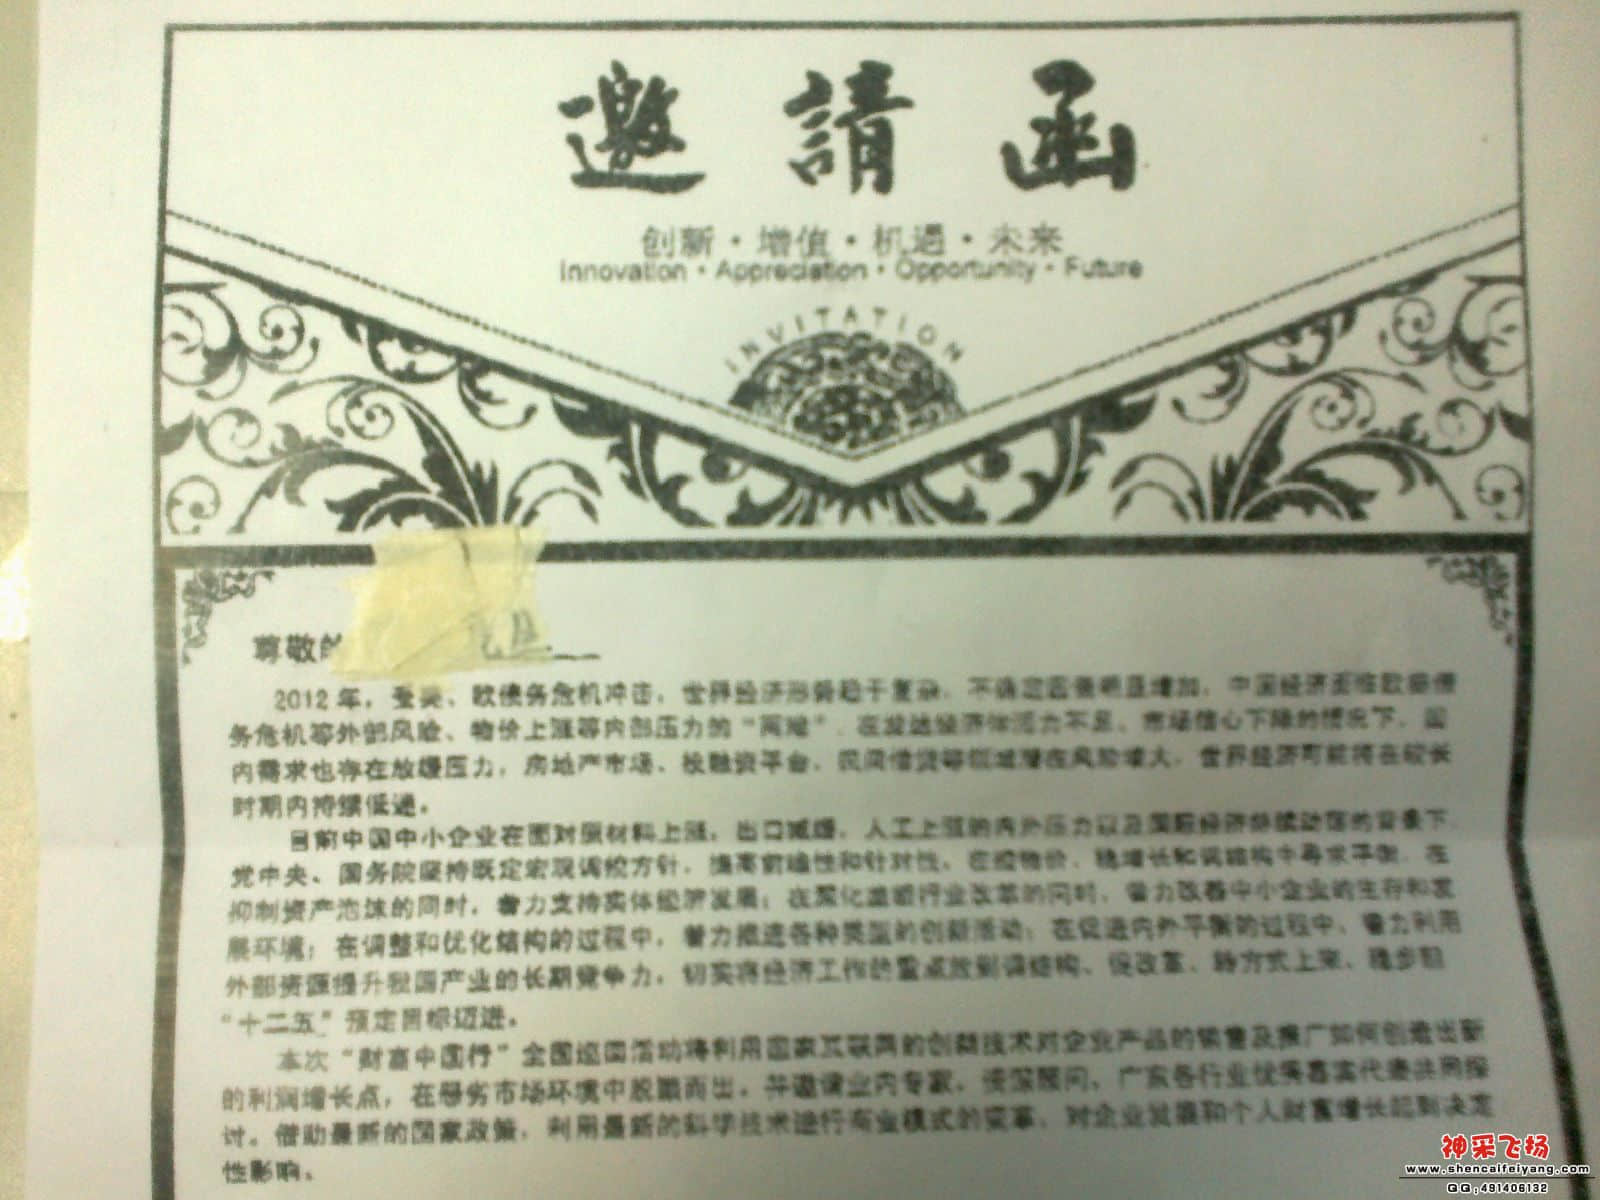 邀請函
创新·增值·机遇·未来
Innovation · Appreciation · Opportunity · Future
INVITATION
尊敬的
2012年，受美、欧债务危机冲击，世界经济形势趋于复杂，不确定因素明显增加，中国经济面临欧美债
务危机等外部风险、物价上涨等内部压力的“两难”，在发达经济体活力不足、市场信心下降的情况下，国
内需求也存在放缓压力，房地产市场、投融资平台、民间借贷等领域潜在风险增大，世界经济可能将在较长
时期内持续低迷。
目前中国中小企业在面对原材料上涨，出口减缓，人工上涨的内外压力以及国际经济持续动荡的背景下，
党中央、国务院坚持既定宏观调控方针，提高前瞻性和针对性，在控物价、稳增长和调结构中寻求平衡，在
抑制资产泡沫的同时，着力支持实体经济发展；在深化垄断行业改革的同时，着力改善中小企业的生存和发
展环境；在调整和优化结构的过程中，着力推进各种类型的创新活动；在促进内外平衡的过程中，着力利用
外部资源提升我国产业的长期竞争力，切实将经济工作的重点放到调结构、促改革、转方式上来，稳步担
“十二五”预定目标迈进。
本次“财富中国行”全国巡回活动将利用国家互联网的创新技术对企业产品的销售及推广如何创造出新
的利润增长点，在 市场环境中脱颖而出，并邀请业内专家、资深顾问、广东各行业优秀嘉宾代表共同探
讨。借助最新的国家政策，利用最新的科学技术进行商业模式的变革，对企业发展和个人财富增长起到决定
性影响。
神采飞扬
www.shencaifeiyang.com
QQ:491406132